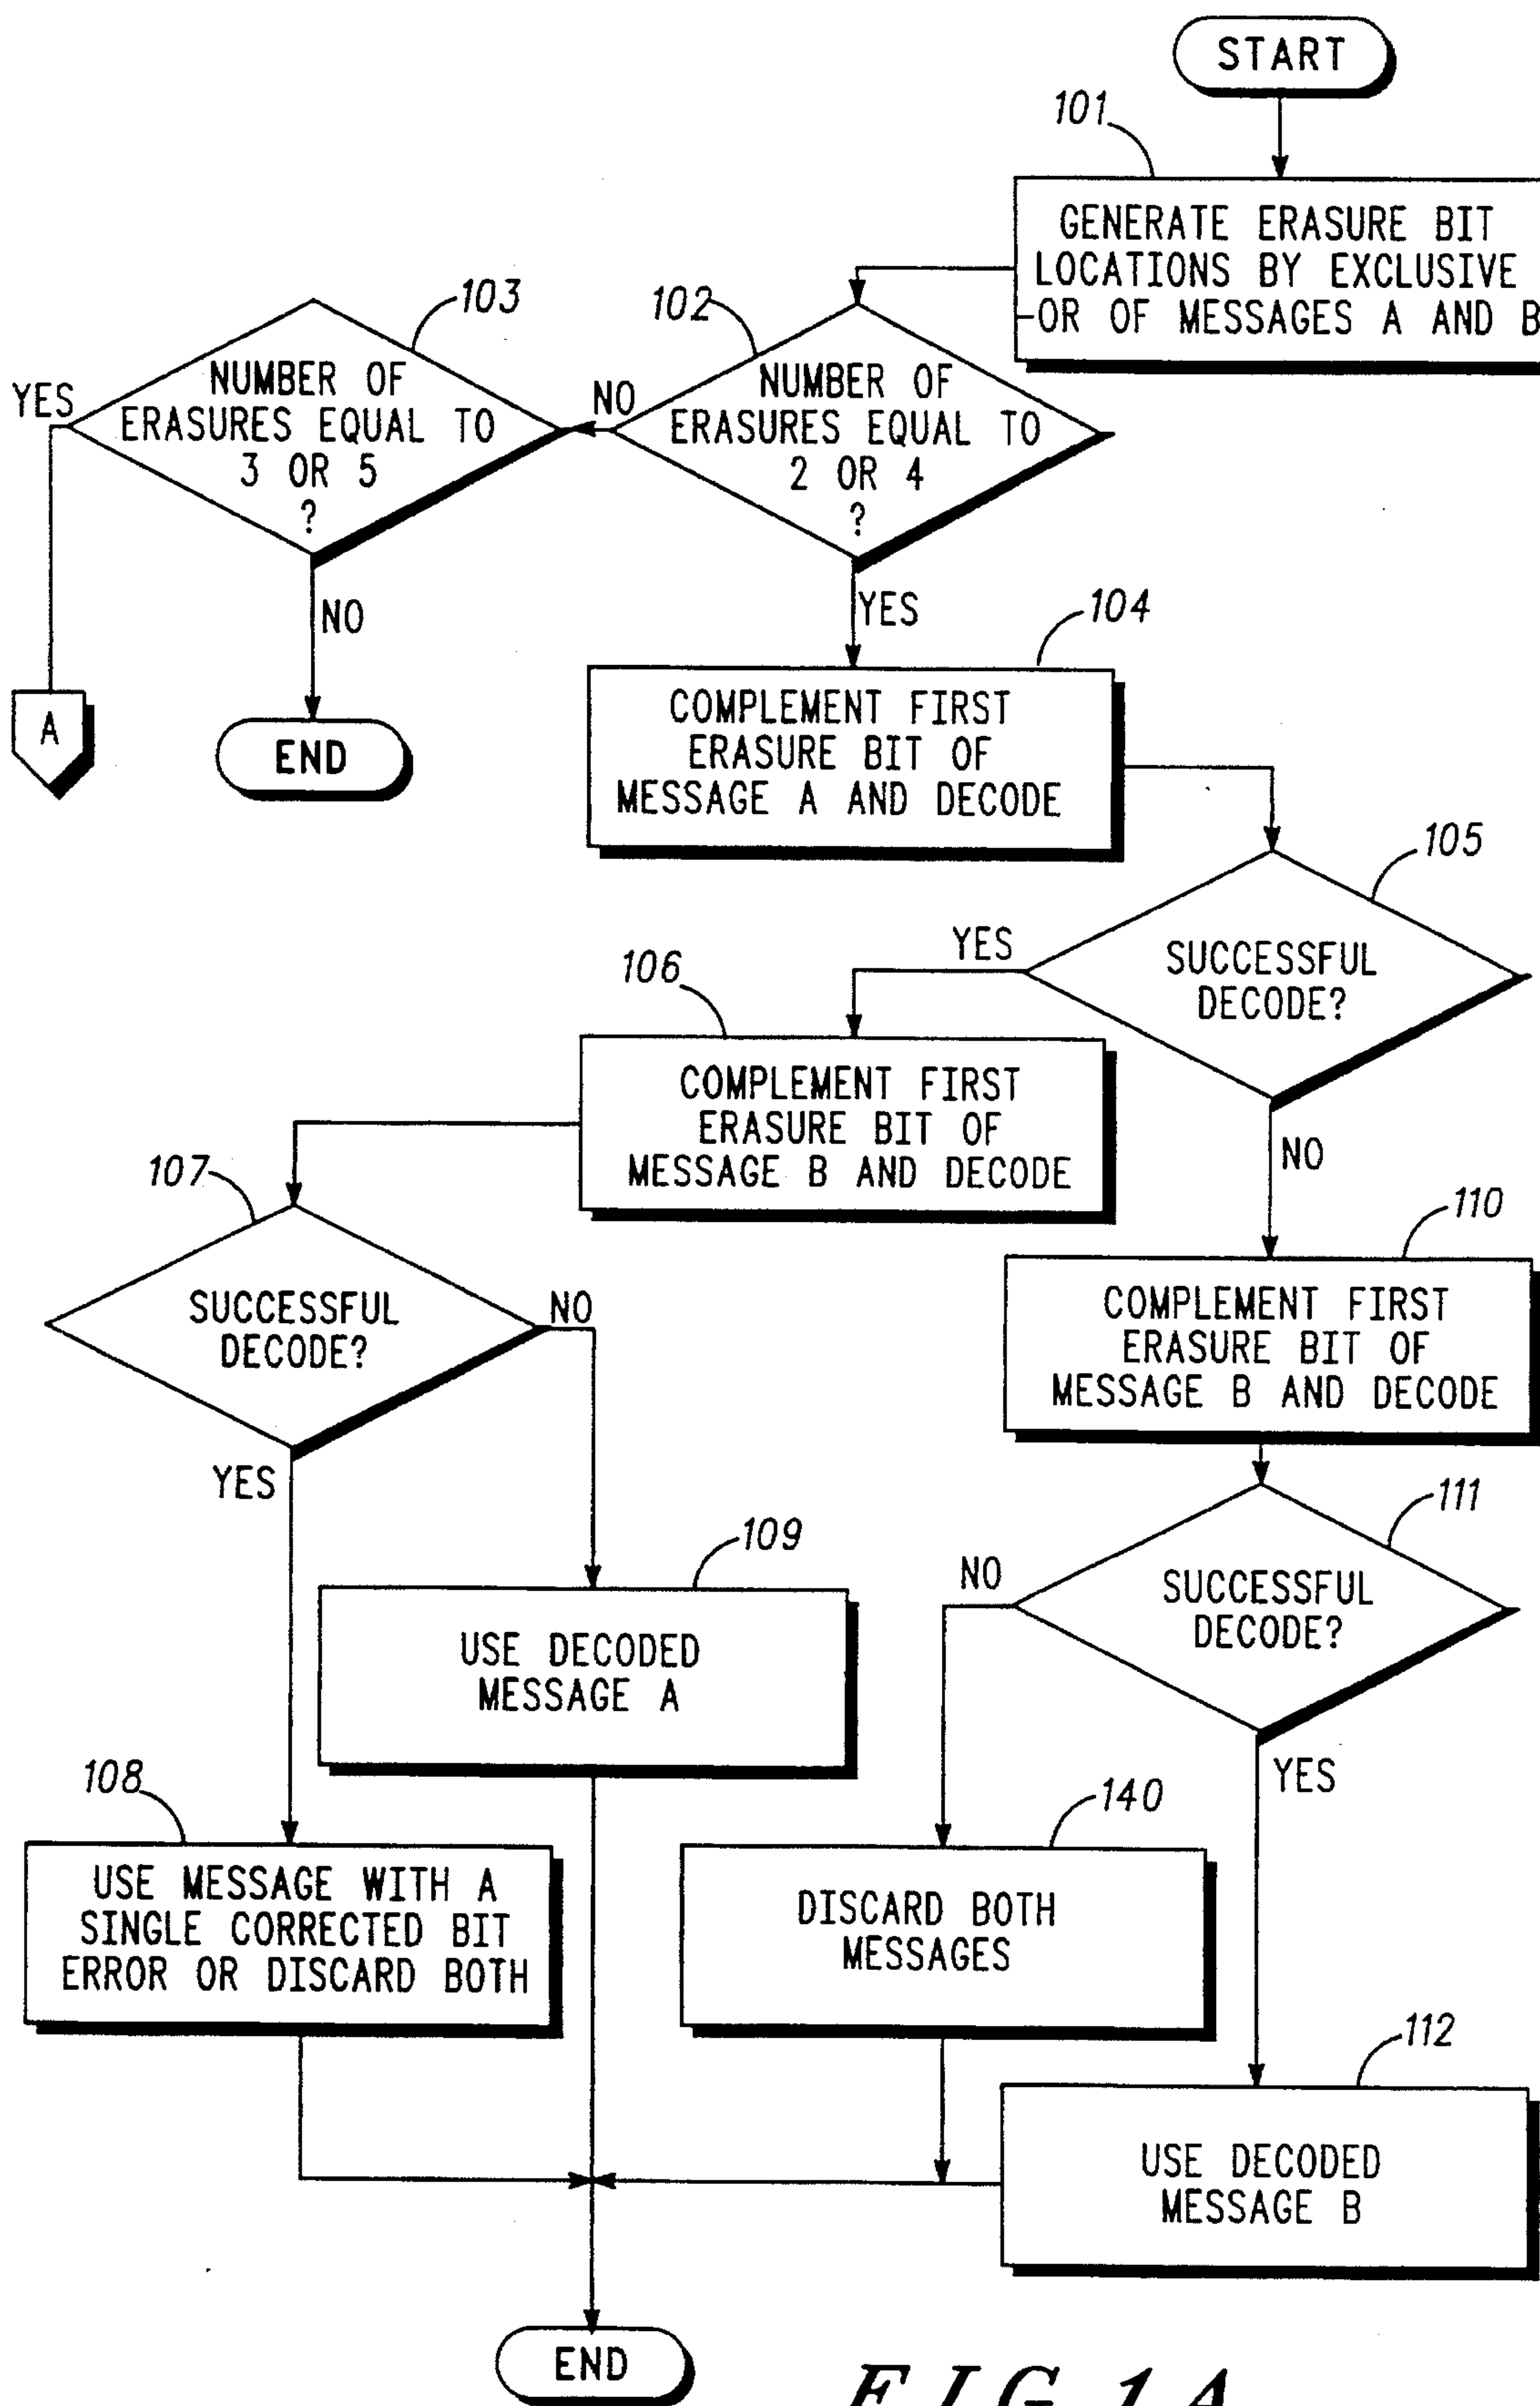 START
101
GENERATE ERASURE BIT
LOCATIONS BY EXCLUSIVE
-OR OF MESSAGES A AND B
103
102
YES
NUMBER OF
ERASURES EQUAL TO
3 OR 5
?
NO
NUMBER OF
ERASURES EQUAL TO
2 OR 4
?
NO
YES
104
A
END
COMPLEMENT FIRST
ERASURE BIT OF
MESSAGE A AND DECODE
105
SUCCESSFUL
DECODE?
YES
106
COMPLEMENT FIRST
ERASURE BIT OF
MESSAGE B AND DECODE
NO
107
110
SUCCESSFUL
DECODE?
NO
COMPLEMENT FIRST
ERASURE BIT OF
MESSAGE B AND DECODE
YES
111
109
NO
SUCCESSFUL
DECODE?
USE DECODED
MESSAGE A
YES
108
140
USE MESSAGE WITH A
SINGLE CORRECTED BIT
ERROR OR DISCARD BOTH
DISCARD BOTH
MESSAGES
112
USE DECODED
MESSAGE B
END
FIG. 1A